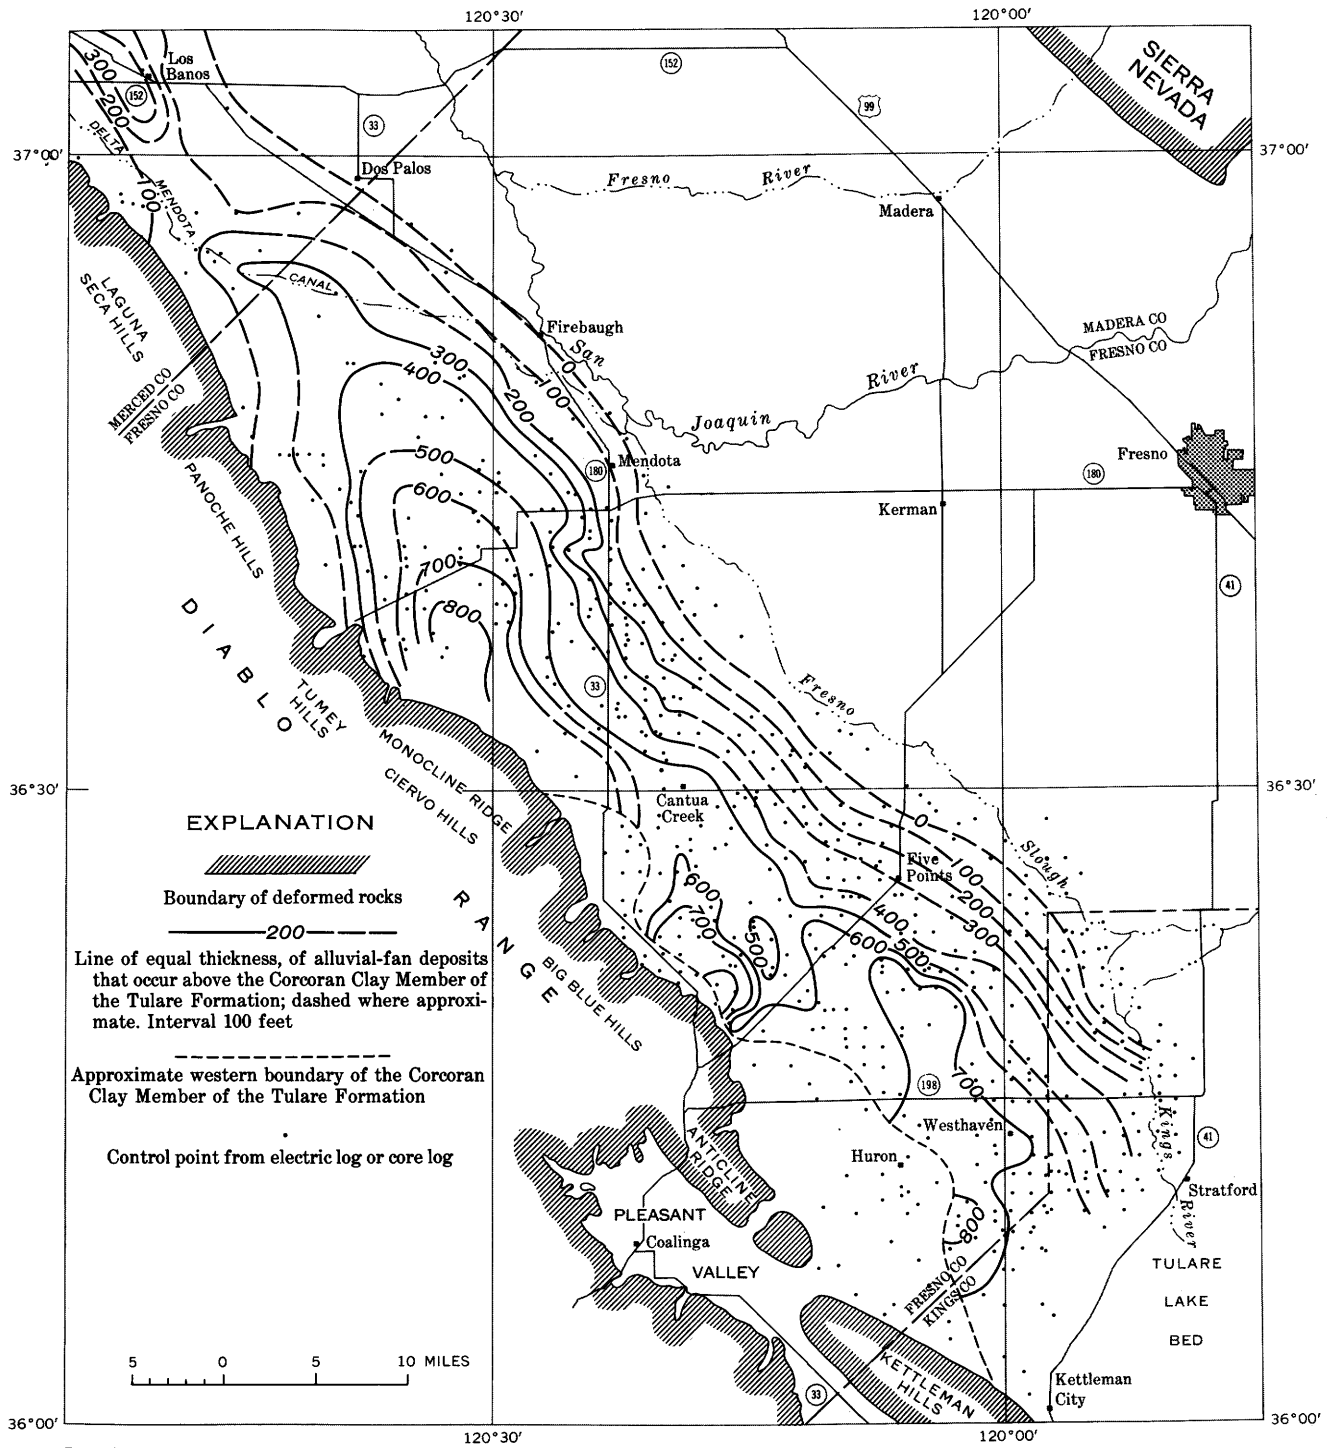 120°30'
120°00'
Los
Banos
152
SIERRA
NEVADA
300
152
99
200
DELTA
33
37°00'
37°00'
Dos Palos
Fresno
River
100
MENDOTA
Madera
CANAL
LAGUNA
SECA HILLS
MADERA CO
FRESNO CO
Firebaugh
San
0
300
400
100
200
River
MERCED CO
FRESNO CO
Joaquin
500
Mendota
180
Fresno
180
600
Kerman
PANOCHE HILLS
700
41
800
DIABLO
33
Fresno
TUMEY
HILLS
MONOCLINE RIDGE
CIERVO HILLS
36°30'
36°30'
Cantua
Creek
0
EXPLANATION
Slough
Five
Points
100
Boundary of deformed rocks
600
200
RANGE
400
700
300
200
500
600
500
Line of equal thickness, of alluvial-fan deposits
that occur above the Corcoran Clay Member of
the Tulare Formation; dashed where approxi-
mate. Interval 100 feet
BIG BLUE HILLS
Approximate western boundary of the Corcoran
Clay Member of the Tulare Formation
198
700
Westhaven
Kings
41
Control point from electric log or core log
ANTICLINE
RIDGE
Huron
Stratford
PLEASANT
800
River
Coalinga
VALLEY
FRESNO CO
KINGS CO
TULARE
LAKE
BED
5 0 5 10 MILES
KETTLEMAN
HILLS
Kettleman
City
33
36°00'
36°00'
120°30'
120°00'